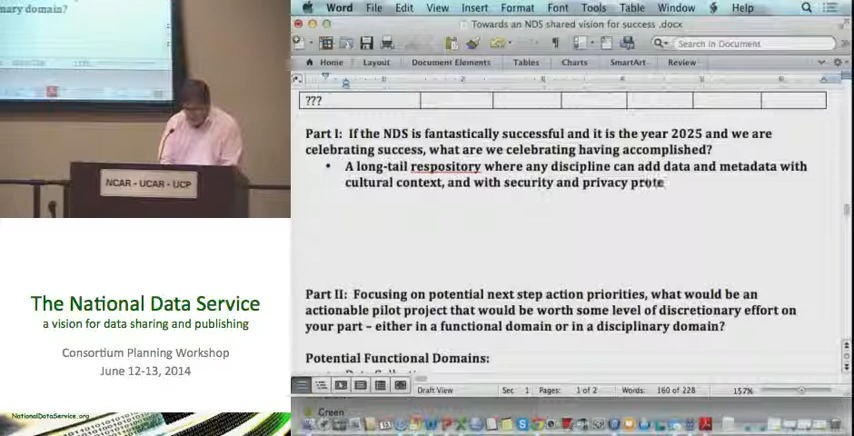 nary domain?
NCAR - UCAR - UCP
The National Data Service
a vision for data sharing and publishing
Consortium Planning Workshop
June 12-13, 2014
NationalDataService.org
Word File Edit View Insert Format Font Tools Table Window Help
Towards an NDS shared vision for success .docx
Search in Document
Home Layout Document Elements Tables Charts SmartArt Review
???
Part I: If the NDS is fantastically successful and it is the year 2025 and we are
celebrating success, what are we celebrating having accomplished?
• A long-tail respository where any discipline can add data and metadata with
cultural context, and with security and privacy prote
Part II: Focusing on potential next step action priorities, what would be an
actionable pilot project that would be worth some level of discretionary effort on
your part – either in a functional domain or in a disciplinary domain?
Potential Functional Domains:
Draft View Sec 1 Pages: 1 of 2 Words: 160 of 228 157%
Green